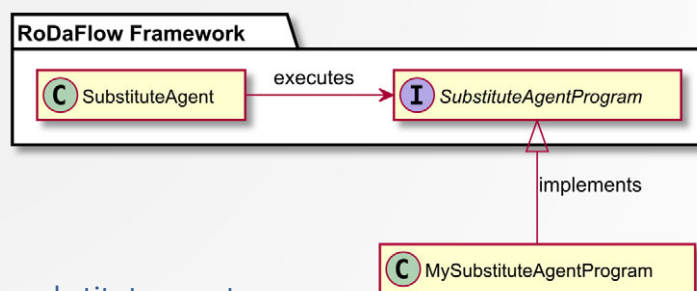 RoDaFlow Framework
C SubstituteAgent
executes
I SubstituteAgentProgram
implements
C MySubstituteAgentProgram